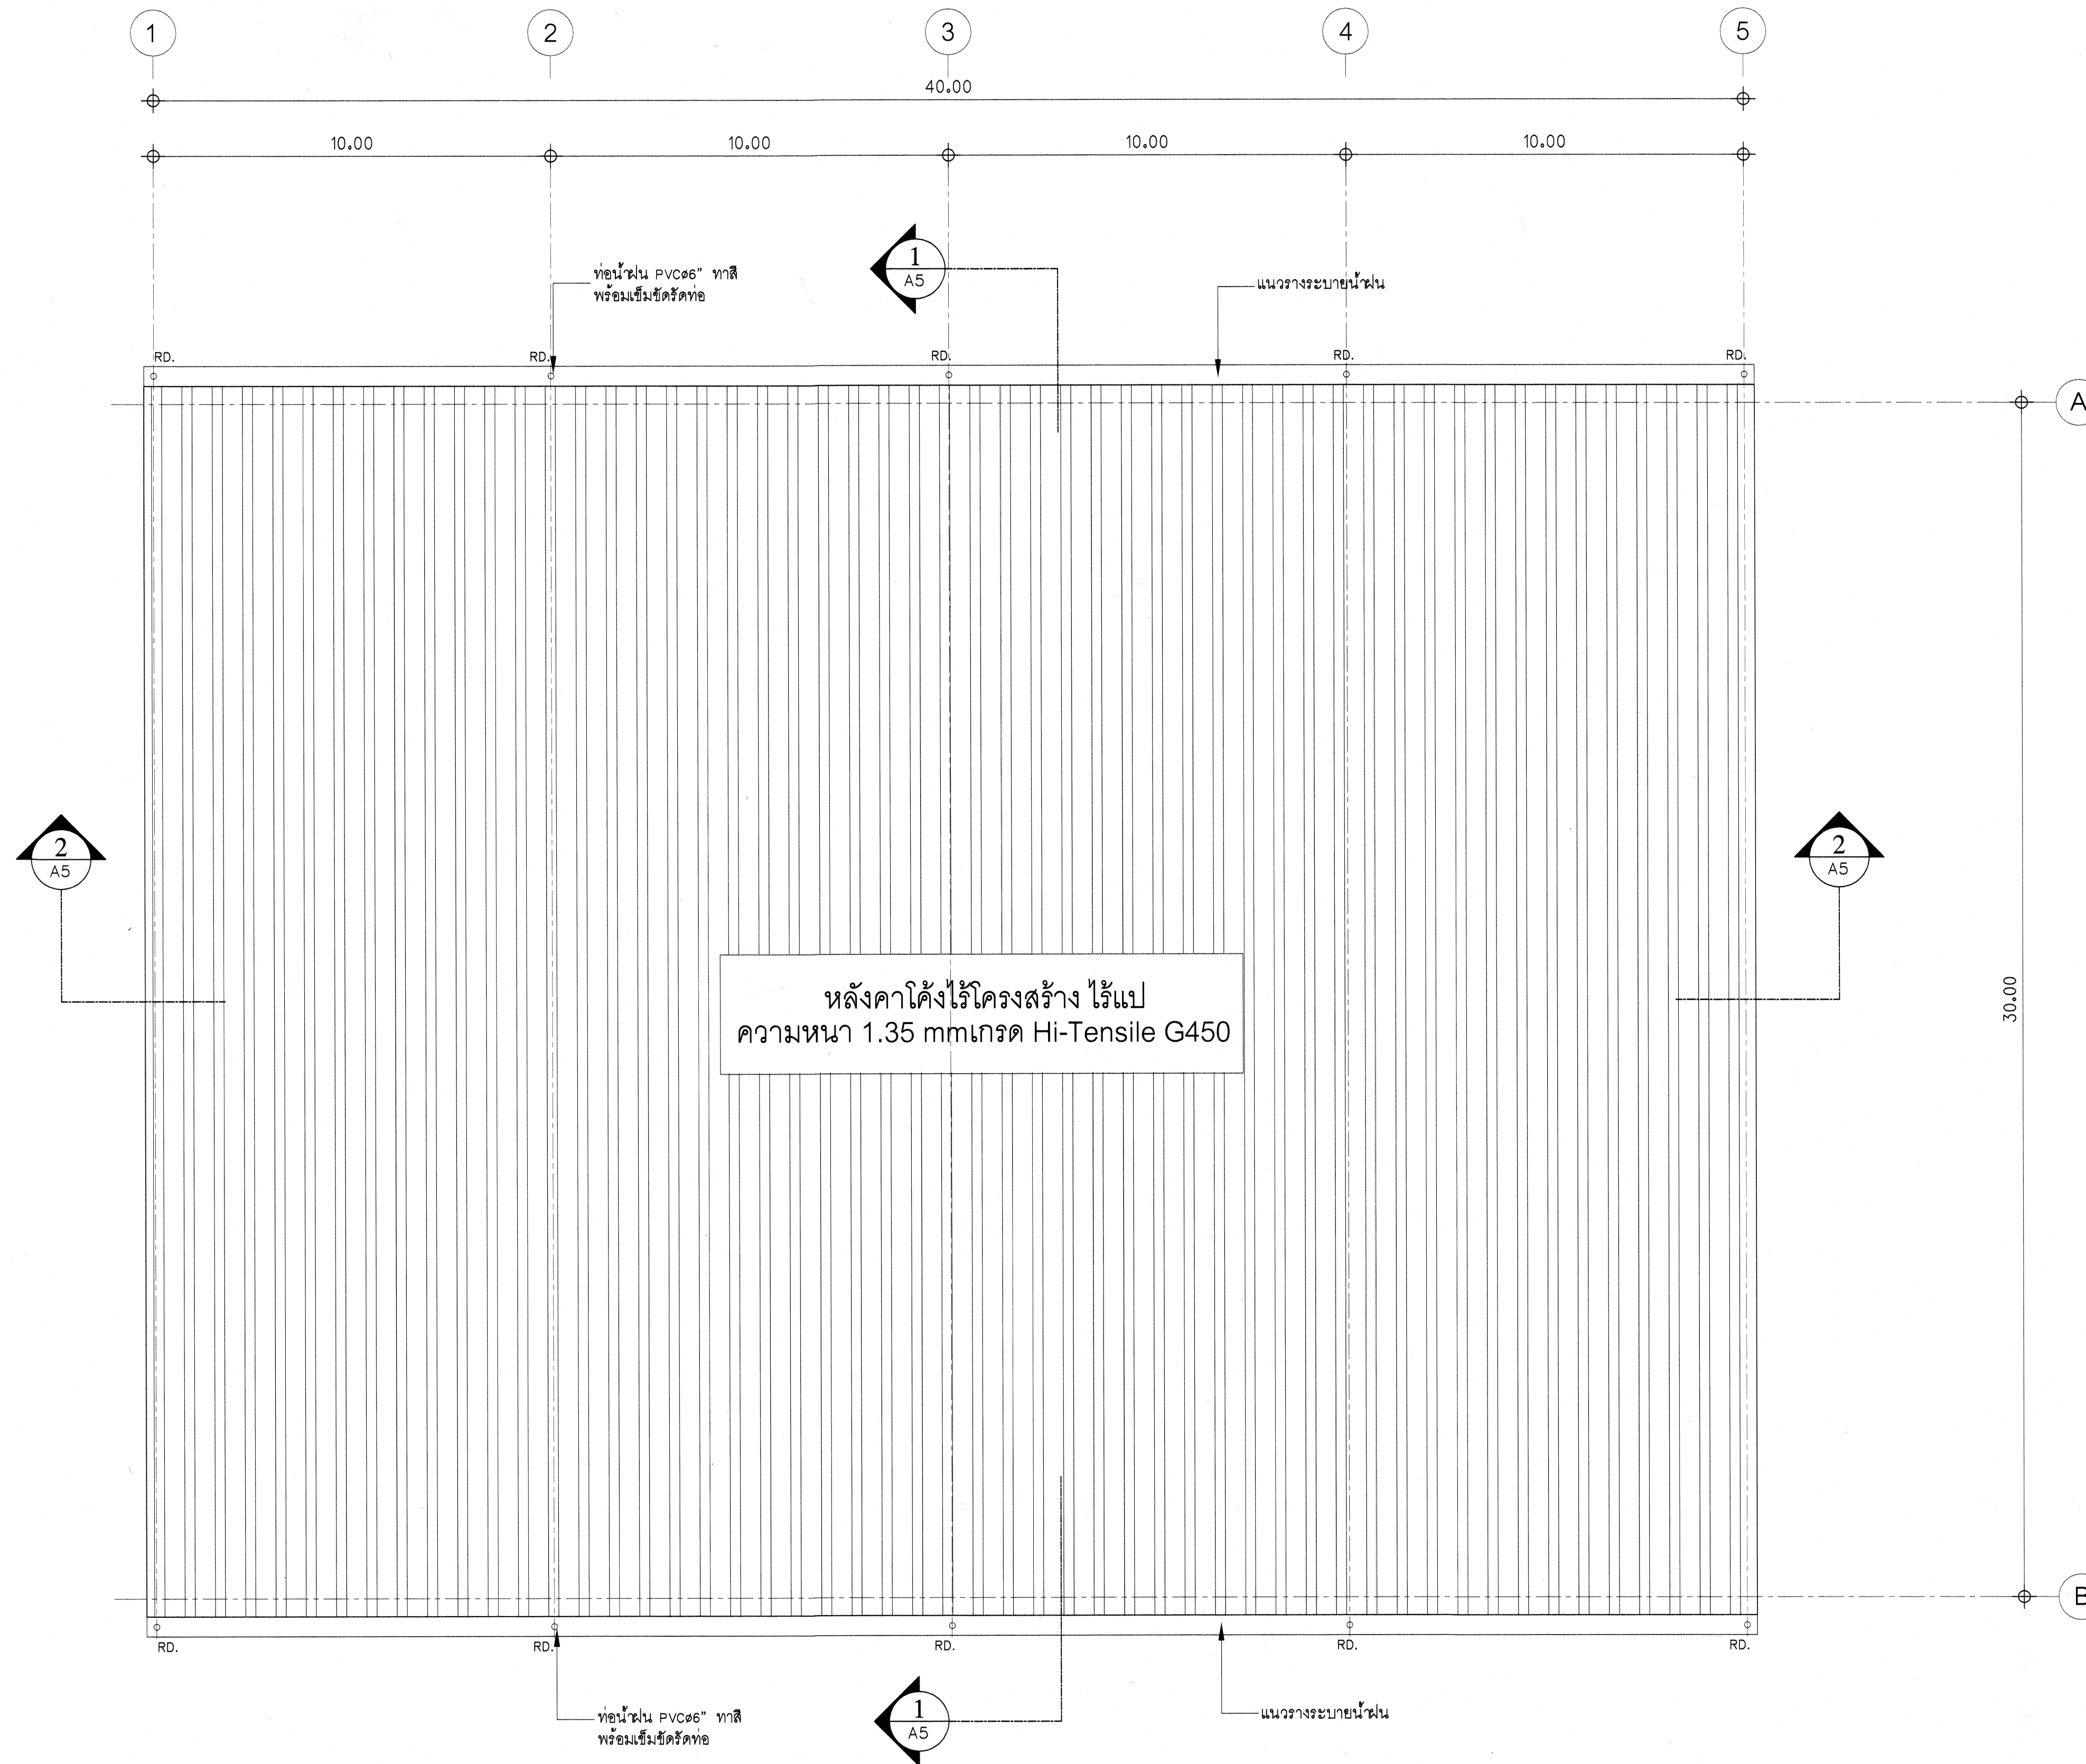 1 2 3 4 5
40.00
10.00 10.00 10.00 10.00
ท่อน้ำฝน PVCø6" ทาสี
พร้อมเข็มขัดรัดท่อ
1
A5
แนวรางระบายน้ำฝน
RD. RD. RD. RD. RD.
A
2
A5
2
A5
หลังคาโค้งไร้โครงสร้าง ไร้แป
ความหนา 1.35 mmเกรด Hi-Tensile G450
30.00
B
RD. RD. RD. RD. RD.
ท่อน้ำฝน PVCø6" ทาสี
พร้อมเข็มขัดรัดท่อ
1
A5
แนวรางระบายน้ำฝน